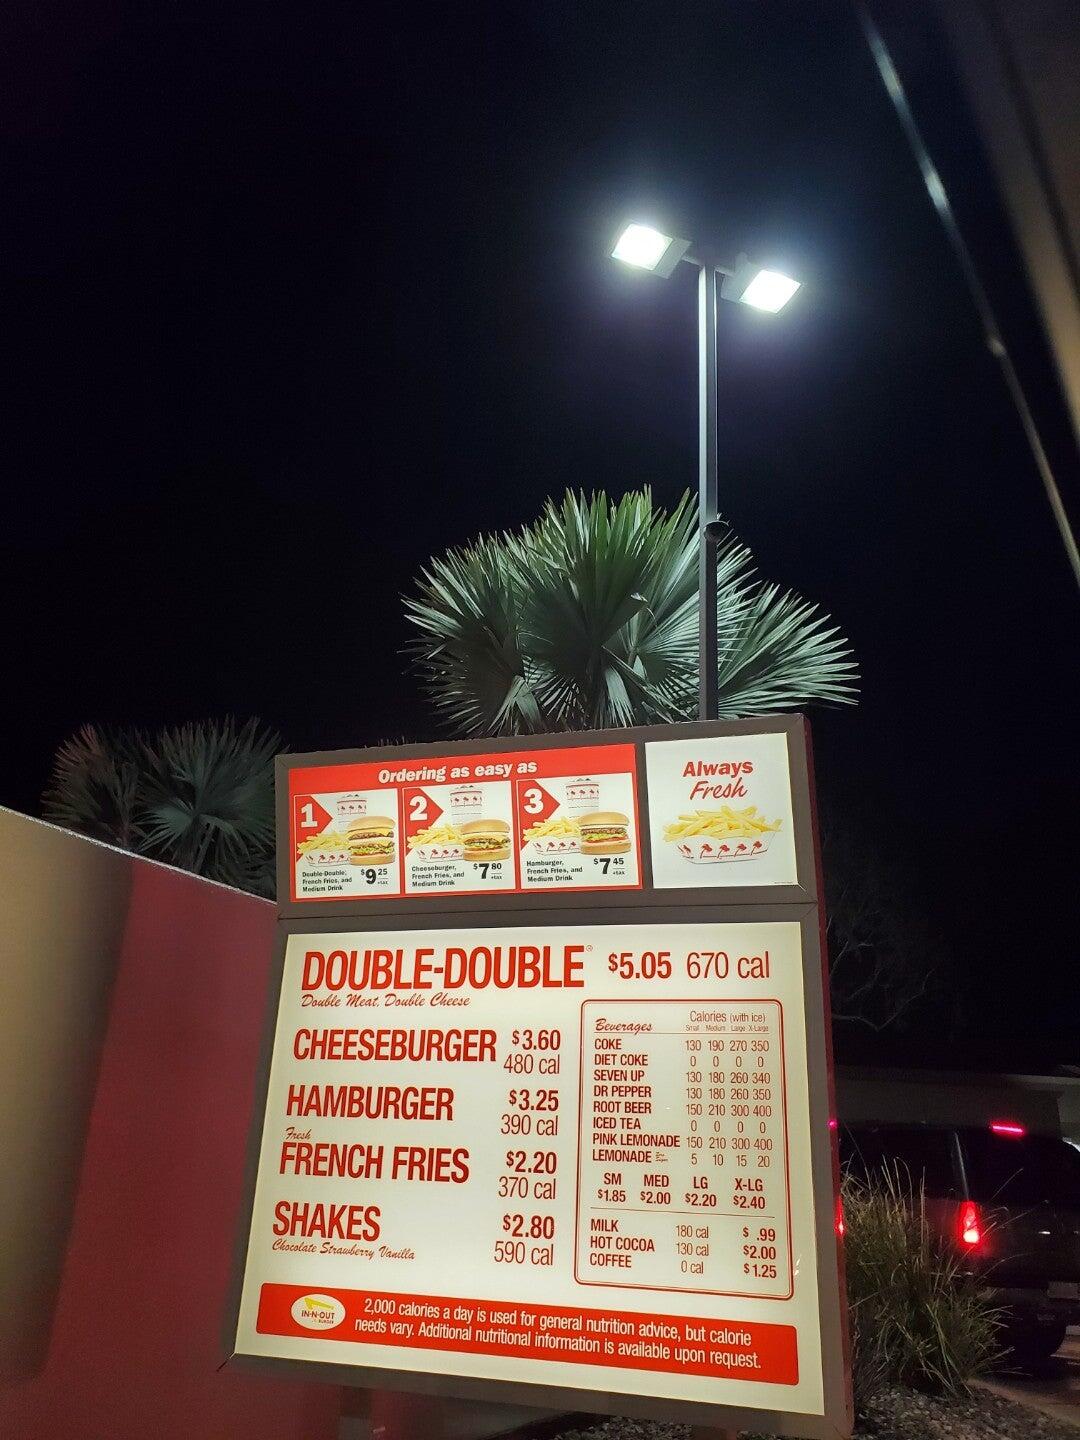 Ordering as easy as
1
Double-Double,
French Fries, and
Medium Drink
$9 25
+tax
2
Cheeseburger,
French Fries, and
Medium Drink
$7 80
+tax
3
Hamburger,
French Fries, and
Medium Drink
$7 45
+tax
Always
Fresh
DOUBLE-DOUBLE® $5.05 670 cal
Double Meat, Double Cheese
CHEESEBURGER $3.60
480 cal
HAMBURGER $3.25
390 cal
Fresh
FRENCH FRIES $2.20
370 cal
SHAKES $2.80
Chocolate Strawberry Vanilla 590 cal
Beverages
Calories (with ice)
Small Medium Large X-Large
COKE 130 190 270 350
DIET COKE 0 0 0 0
SEVEN UP 130 180 260 340
DR PEPPER 130 180 260 350
ROOT BEER 150 210 300 400
ICED TEA 0 0 0 0
PINK LEMONADE 150 210 300 400
LEMONADE 5 10 15 20
SM MED LG X-LG
$1.85 $2.00 $2.20 $2.40
MILK 180 cal $ .99
HOT COCOA 130 cal $2.00
COFFEE 0 cal $1.25
IN-N-OUT
BURGER
2,000 calories a day is used for general nutrition advice, but calorie
needs vary. Additional nutritional information is available upon request.